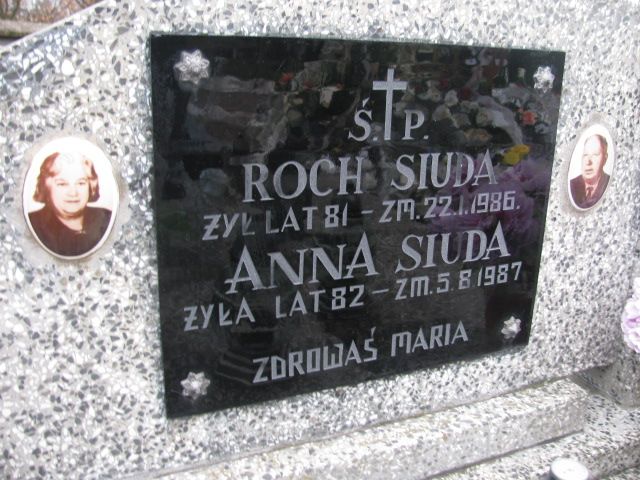 Ś.P.
ROCH SIUDA
ŻYŁ LAT 81 - ZM. 22.1.1986.
ANNA SIUDA
ŻYŁA LAT 82 - ZM. 5.8.1987
ZDROWAŚ MARIA